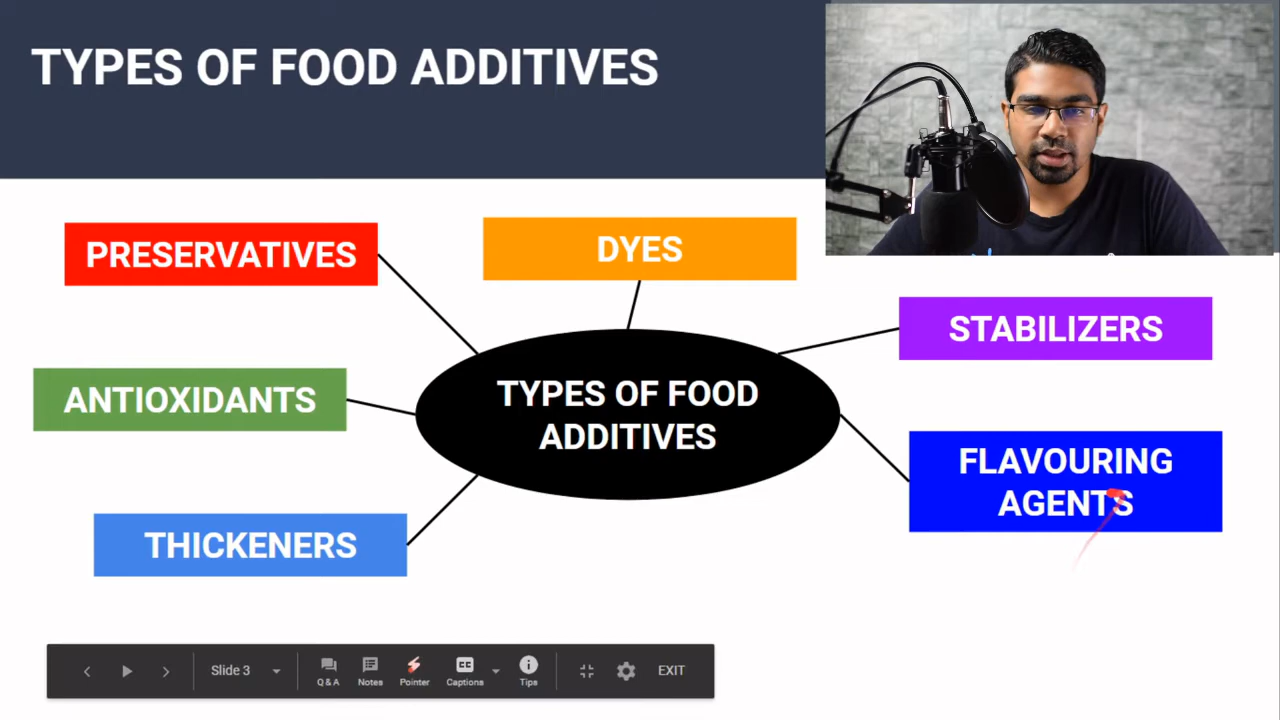 TYPES OF FOOD ADDITIVES
PRESERVATIVES
DYES
STABILIZERS
ANTIOXIDANTS
TYPES OF FOOD
ADDITIVES
FLAVOURING
AGENTS
THICKENERS
Slide 3
Q & A
Notes
Pointer
CC
Captions
Tips
EXIT